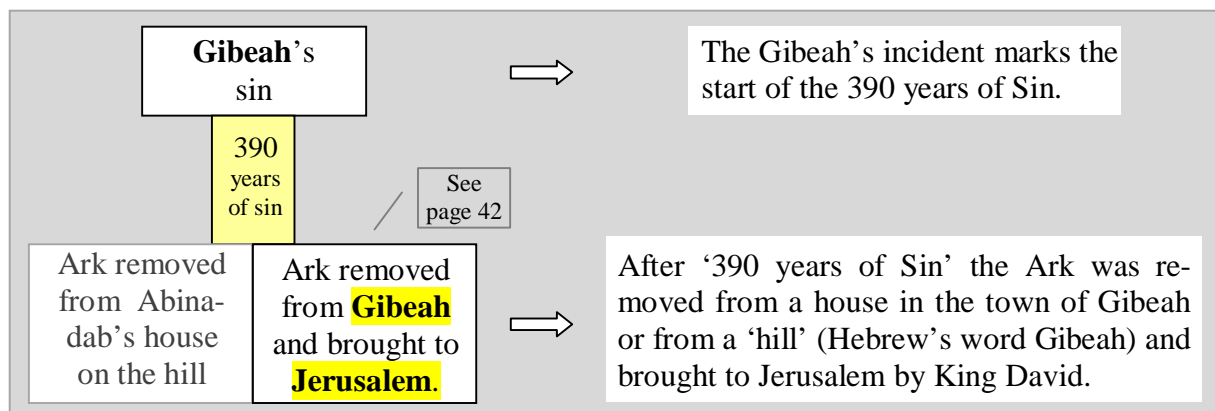 Gibeah's
sin
The Gibeah's incident marks the
start of the 390 years of Sin.
390
years
of sin
See
page 42
Ark removed
from Abina-
dab's house
on the hill
Ark removed
from Gibeah
and brought to
Jerusalem.
After ‘390 years of Sin’ the Ark was re-
moved from a house in the town of Gibeah
or from a ‘hill’ (Hebrew’s word Gibeah) and
brought to Jerusalem by King David.